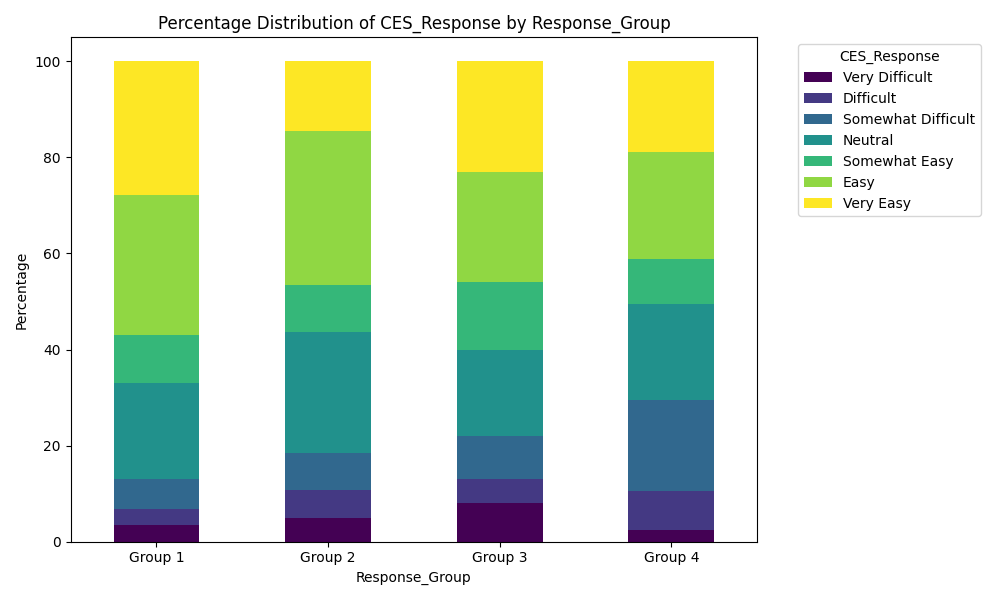 Percentage Distribution of CES_Response by Response_Group
CES_Response
Very Difficult
Difficult
Somewhat Difficult
Neutral
Somewhat Easy
Easy
Very Easy
Percentage
100
80
60
40
20
0
Group 1
Group 2
Group 3
Group 4
Response_Group